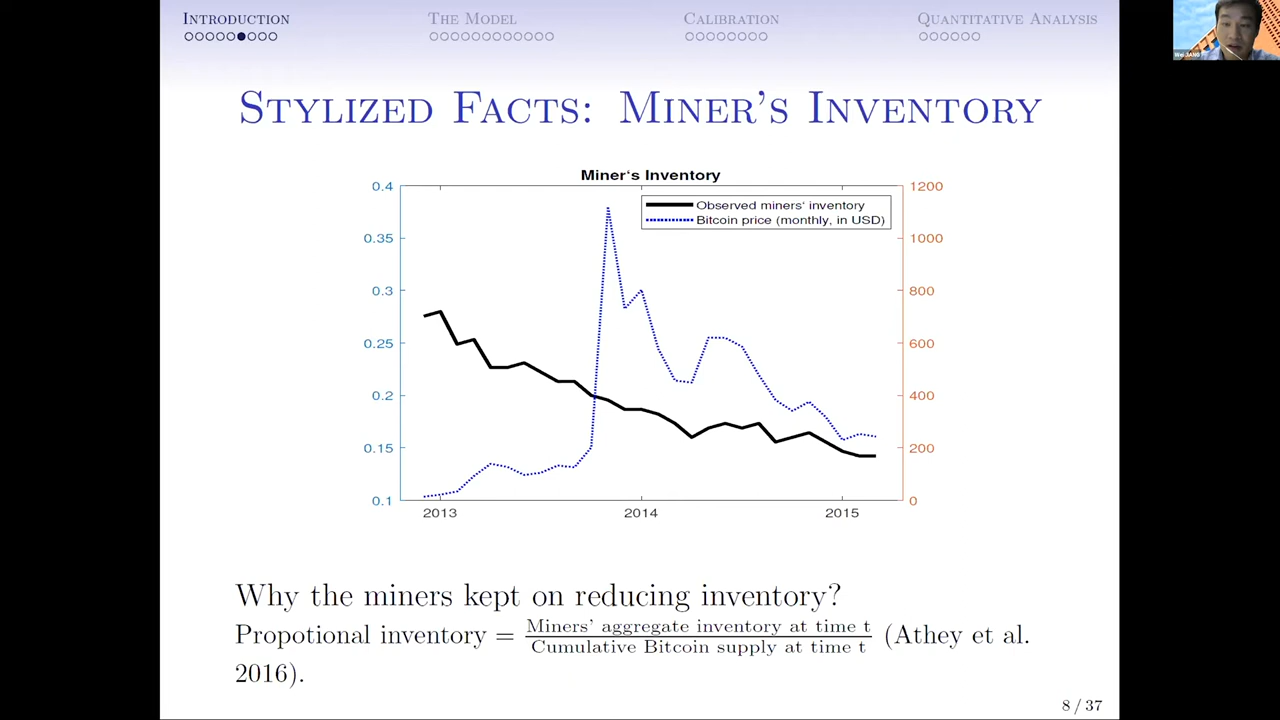 INTRODUCTION THE MODEL CALIBRATION QUANTITATIVE ANALYSIS
Wei JIANG
STYLIZED FACTS: MINER'S INVENTORY
Miner's Inventory
Observed miners' inventory
Bitcoin price (monthly, in USD)
0.4 1200
0.35 1000
0.3 800
0.25 600
0.2 400
0.15 200
0.1 0
2013 2014 2015
Why the miners kept on reducing inventory?
Propotional inventory = Miners' aggregate inventory at time t / Cumulative Bitcoin supply at time t (Athey et al.
2016).
8 / 37